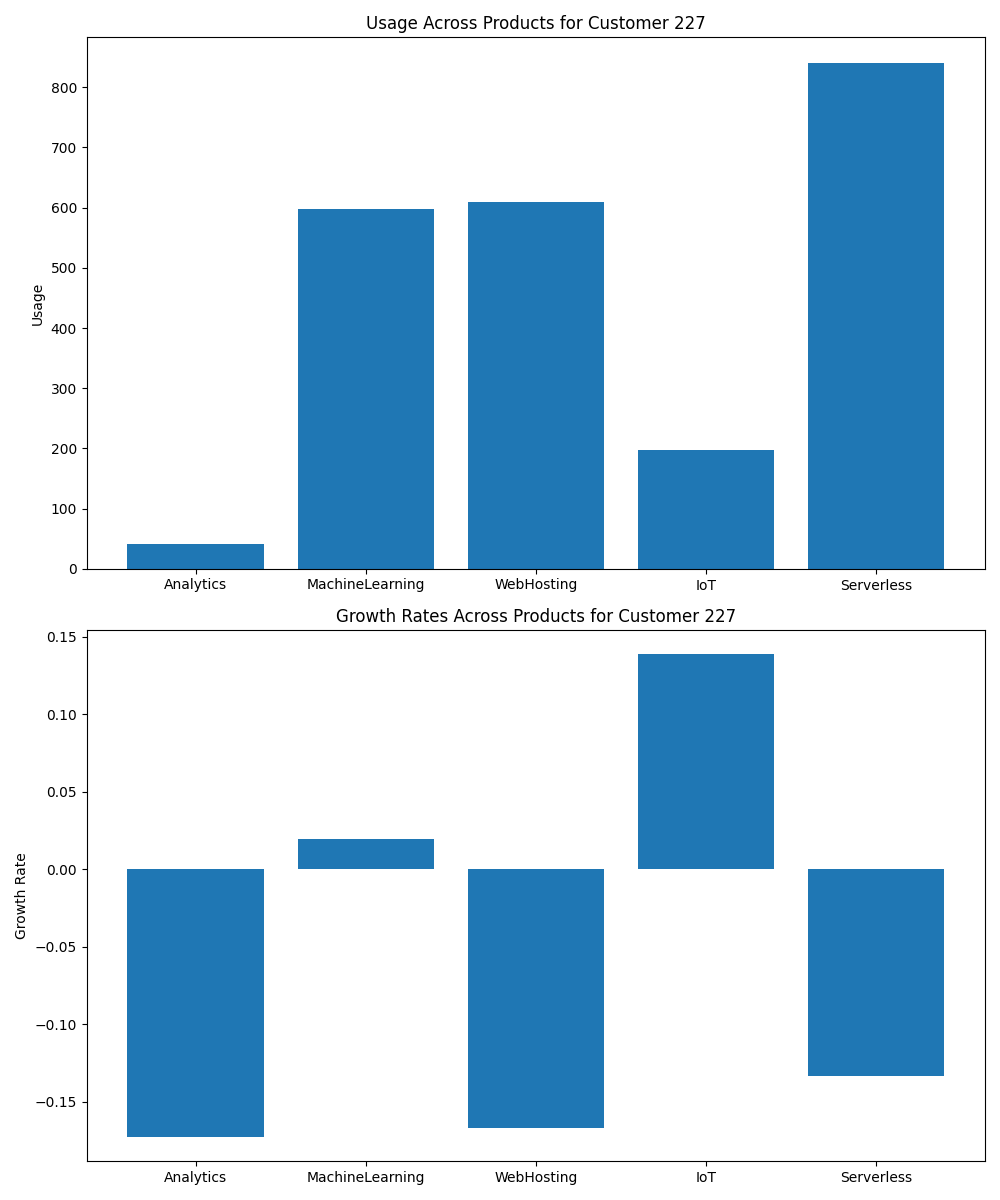 Usage Across Products for Customer 227
800
700
600
500
400
300
200
100
0
Usage
Analytics MachineLearning WebHosting IoT Serverless
Growth Rates Across Products for Customer 227
0.15
0.10
0.05
0.00
−0.05
−0.10
−0.15
Growth Rate
Analytics MachineLearning WebHosting IoT Serverless